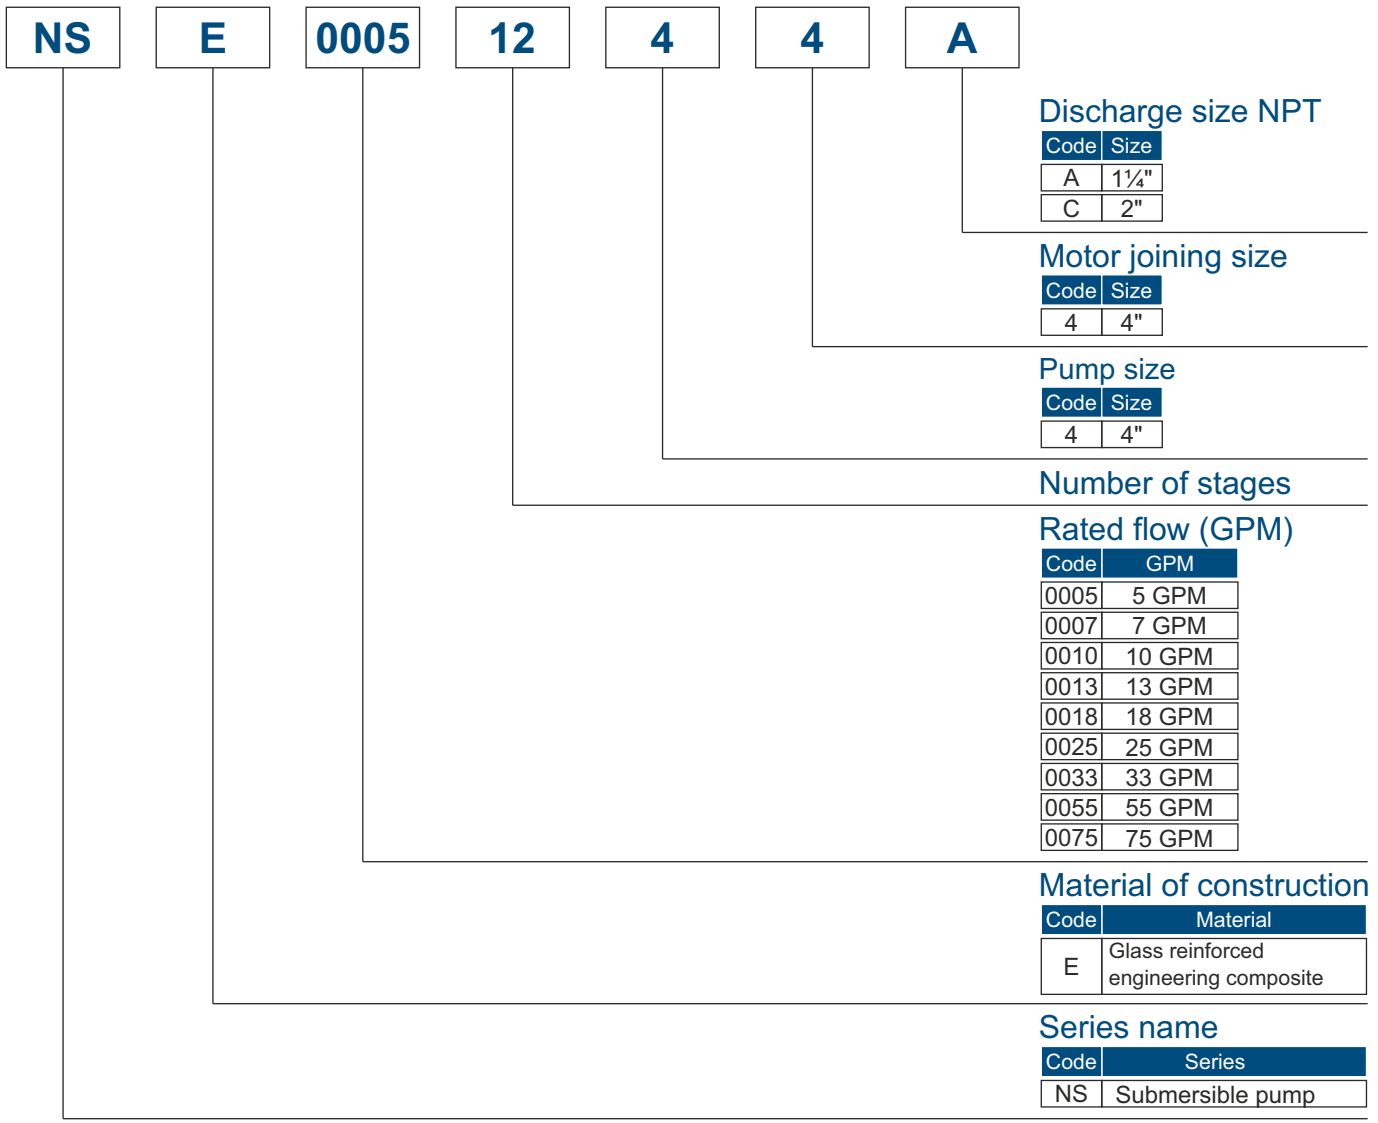 NS E 0005 12 4 4 A
Discharge size NPT
Code Size
A 1¼"
C 2"
Motor joining size
Code Size
4 4"
Pump size
Code Size
4 4"
Number of stages
Rated flow (GPM)
Code GPM
0005 5 GPM
0007 7 GPM
0010 10 GPM
0013 13 GPM
0018 18 GPM
0025 25 GPM
0033 33 GPM
0055 55 GPM
0075 75 GPM
Material of construction
Code Material
E Glass reinforced
engineering composite
Series name
Code Series
NS Submersible pump